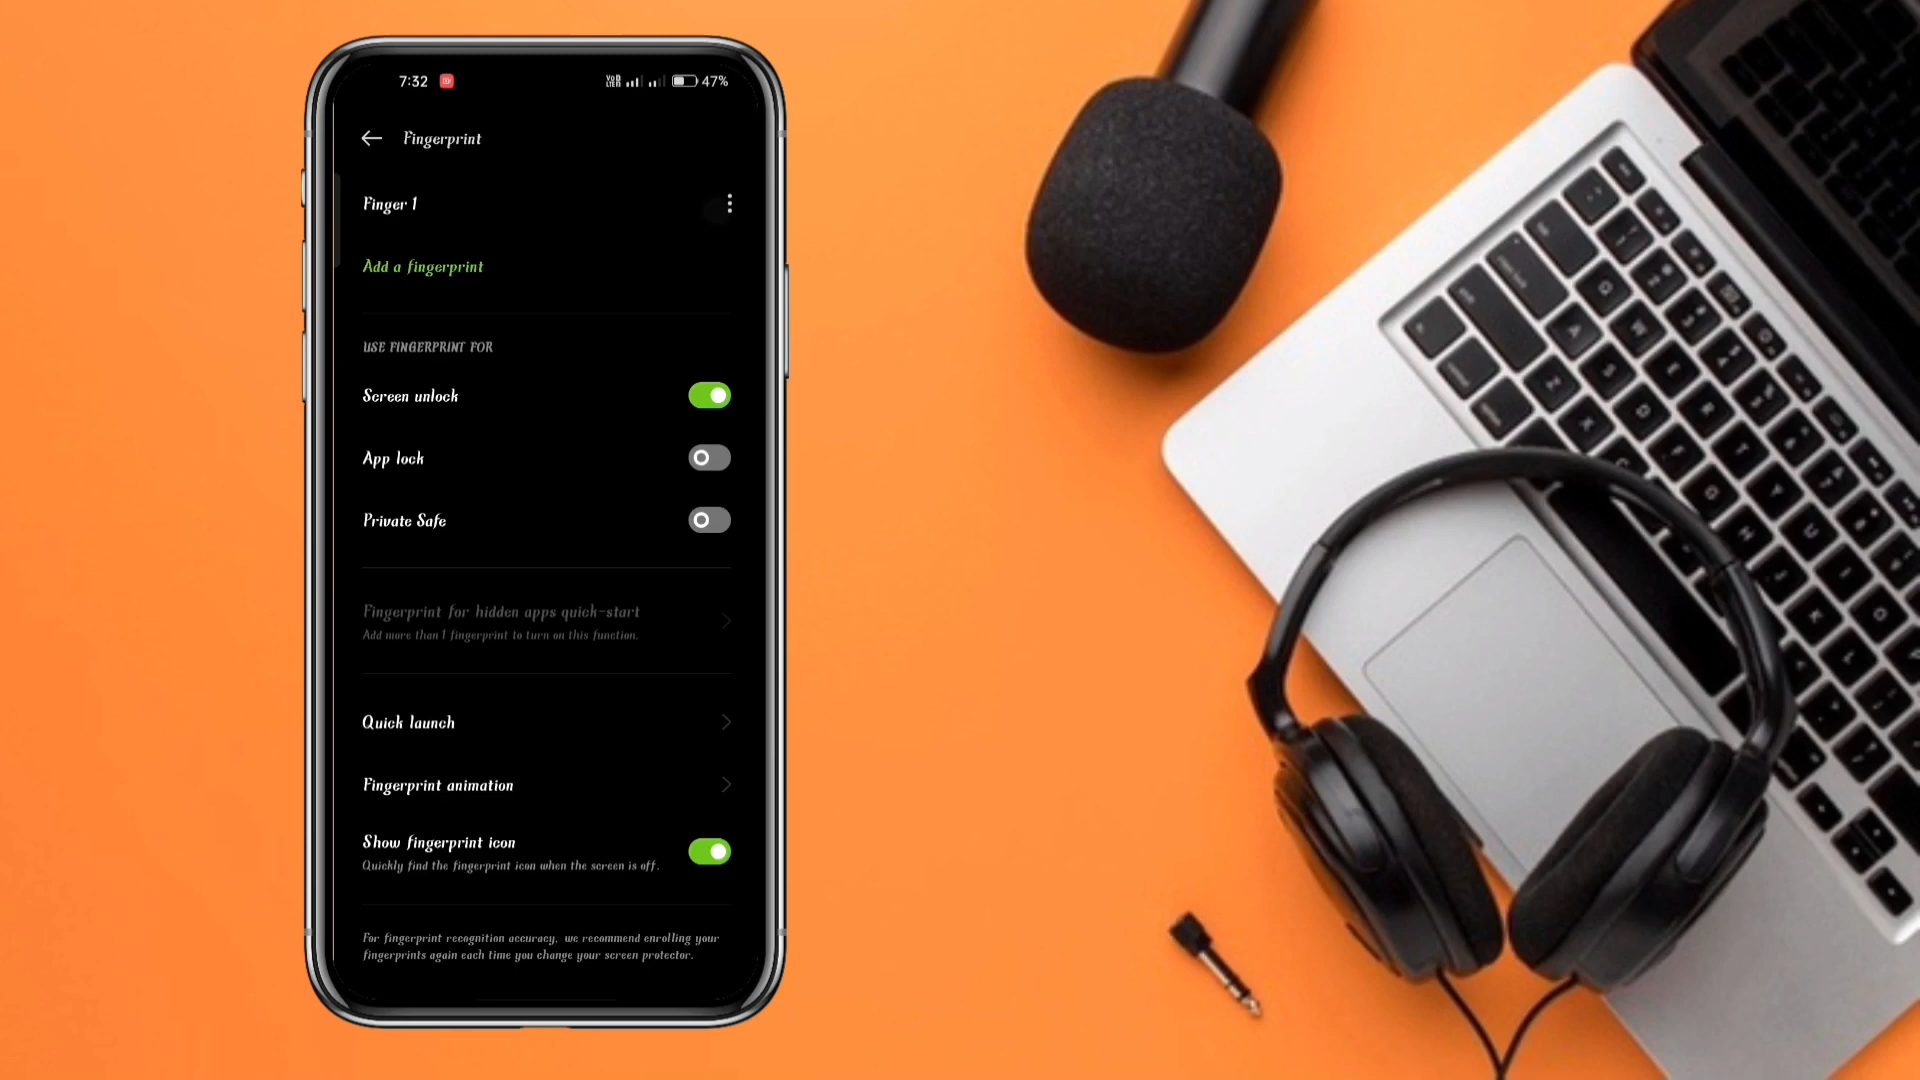 7:32
VoB LTE 47%
Fingerprint
Finger 1
Add a fingerprint
USE FINGERPRINT FOR
Screen unlock
App lock
Private Safe
Fingerprint for hidden apps quick-start
Add more than 1 fingerprint to turn on this function.
Quick launch
Fingerprint animation
Show fingerprint icon
Quickly find the fingerprint icon when the screen is off.
For fingerprint recognition accuracy, we recommend enrolling your
fingerprints again each time you change your screen protector.